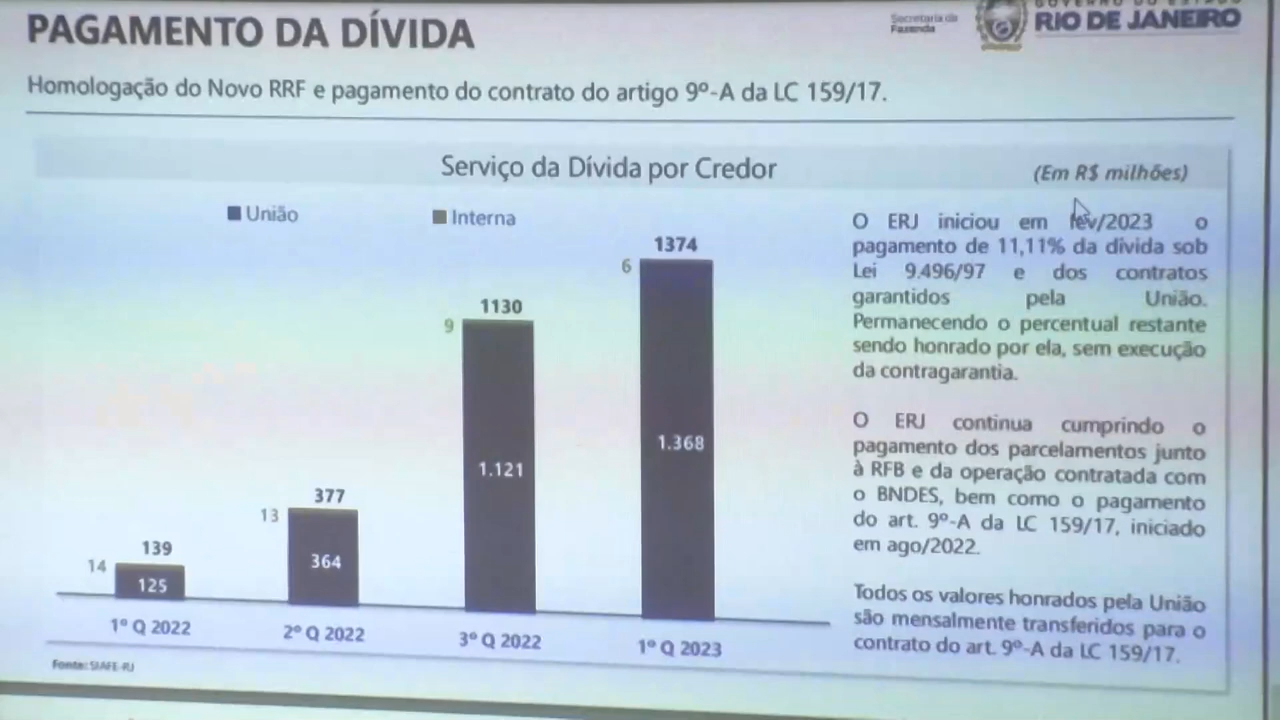 PAGAMENTO DA DÍVIDA
Secretaria da
Fazenda
GOVERNO DO ESTADO
RIO DE JANEIRO
Homologação do Novo RRF e pagamento do contrato do artigo 9º-A da LC 159/17.
Serviço da Dívida por Credor
(Em R$ milhões)
União
Interna
139
14
125
377
13
364
1130
9
1.121
1374
6
1.368
1º Q 2022
2º Q 2022
3º Q 2022
1º Q 2023
Fonte: SIAFE-RJ
O ERJ iniciou em fev/2023 o
pagamento de 11,11% da dívida sob
Lei 9.496/97 e dos contratos
garantidos pela União.
Permanecendo o percentual restante
sendo honrado por ela, sem execução
da contragarantia.
O ERJ continua cumprindo o
pagamento dos parcelamentos junto
à RFB e da operação contratada com
o BNDES, bem como o pagamento
do art. 9º-A da LC 159/17, iniciado
em ago/2022.
Todos os valores honrados pela União
são mensalmente transferidos para o
contrato do art. 9º-A da LC 159/17.